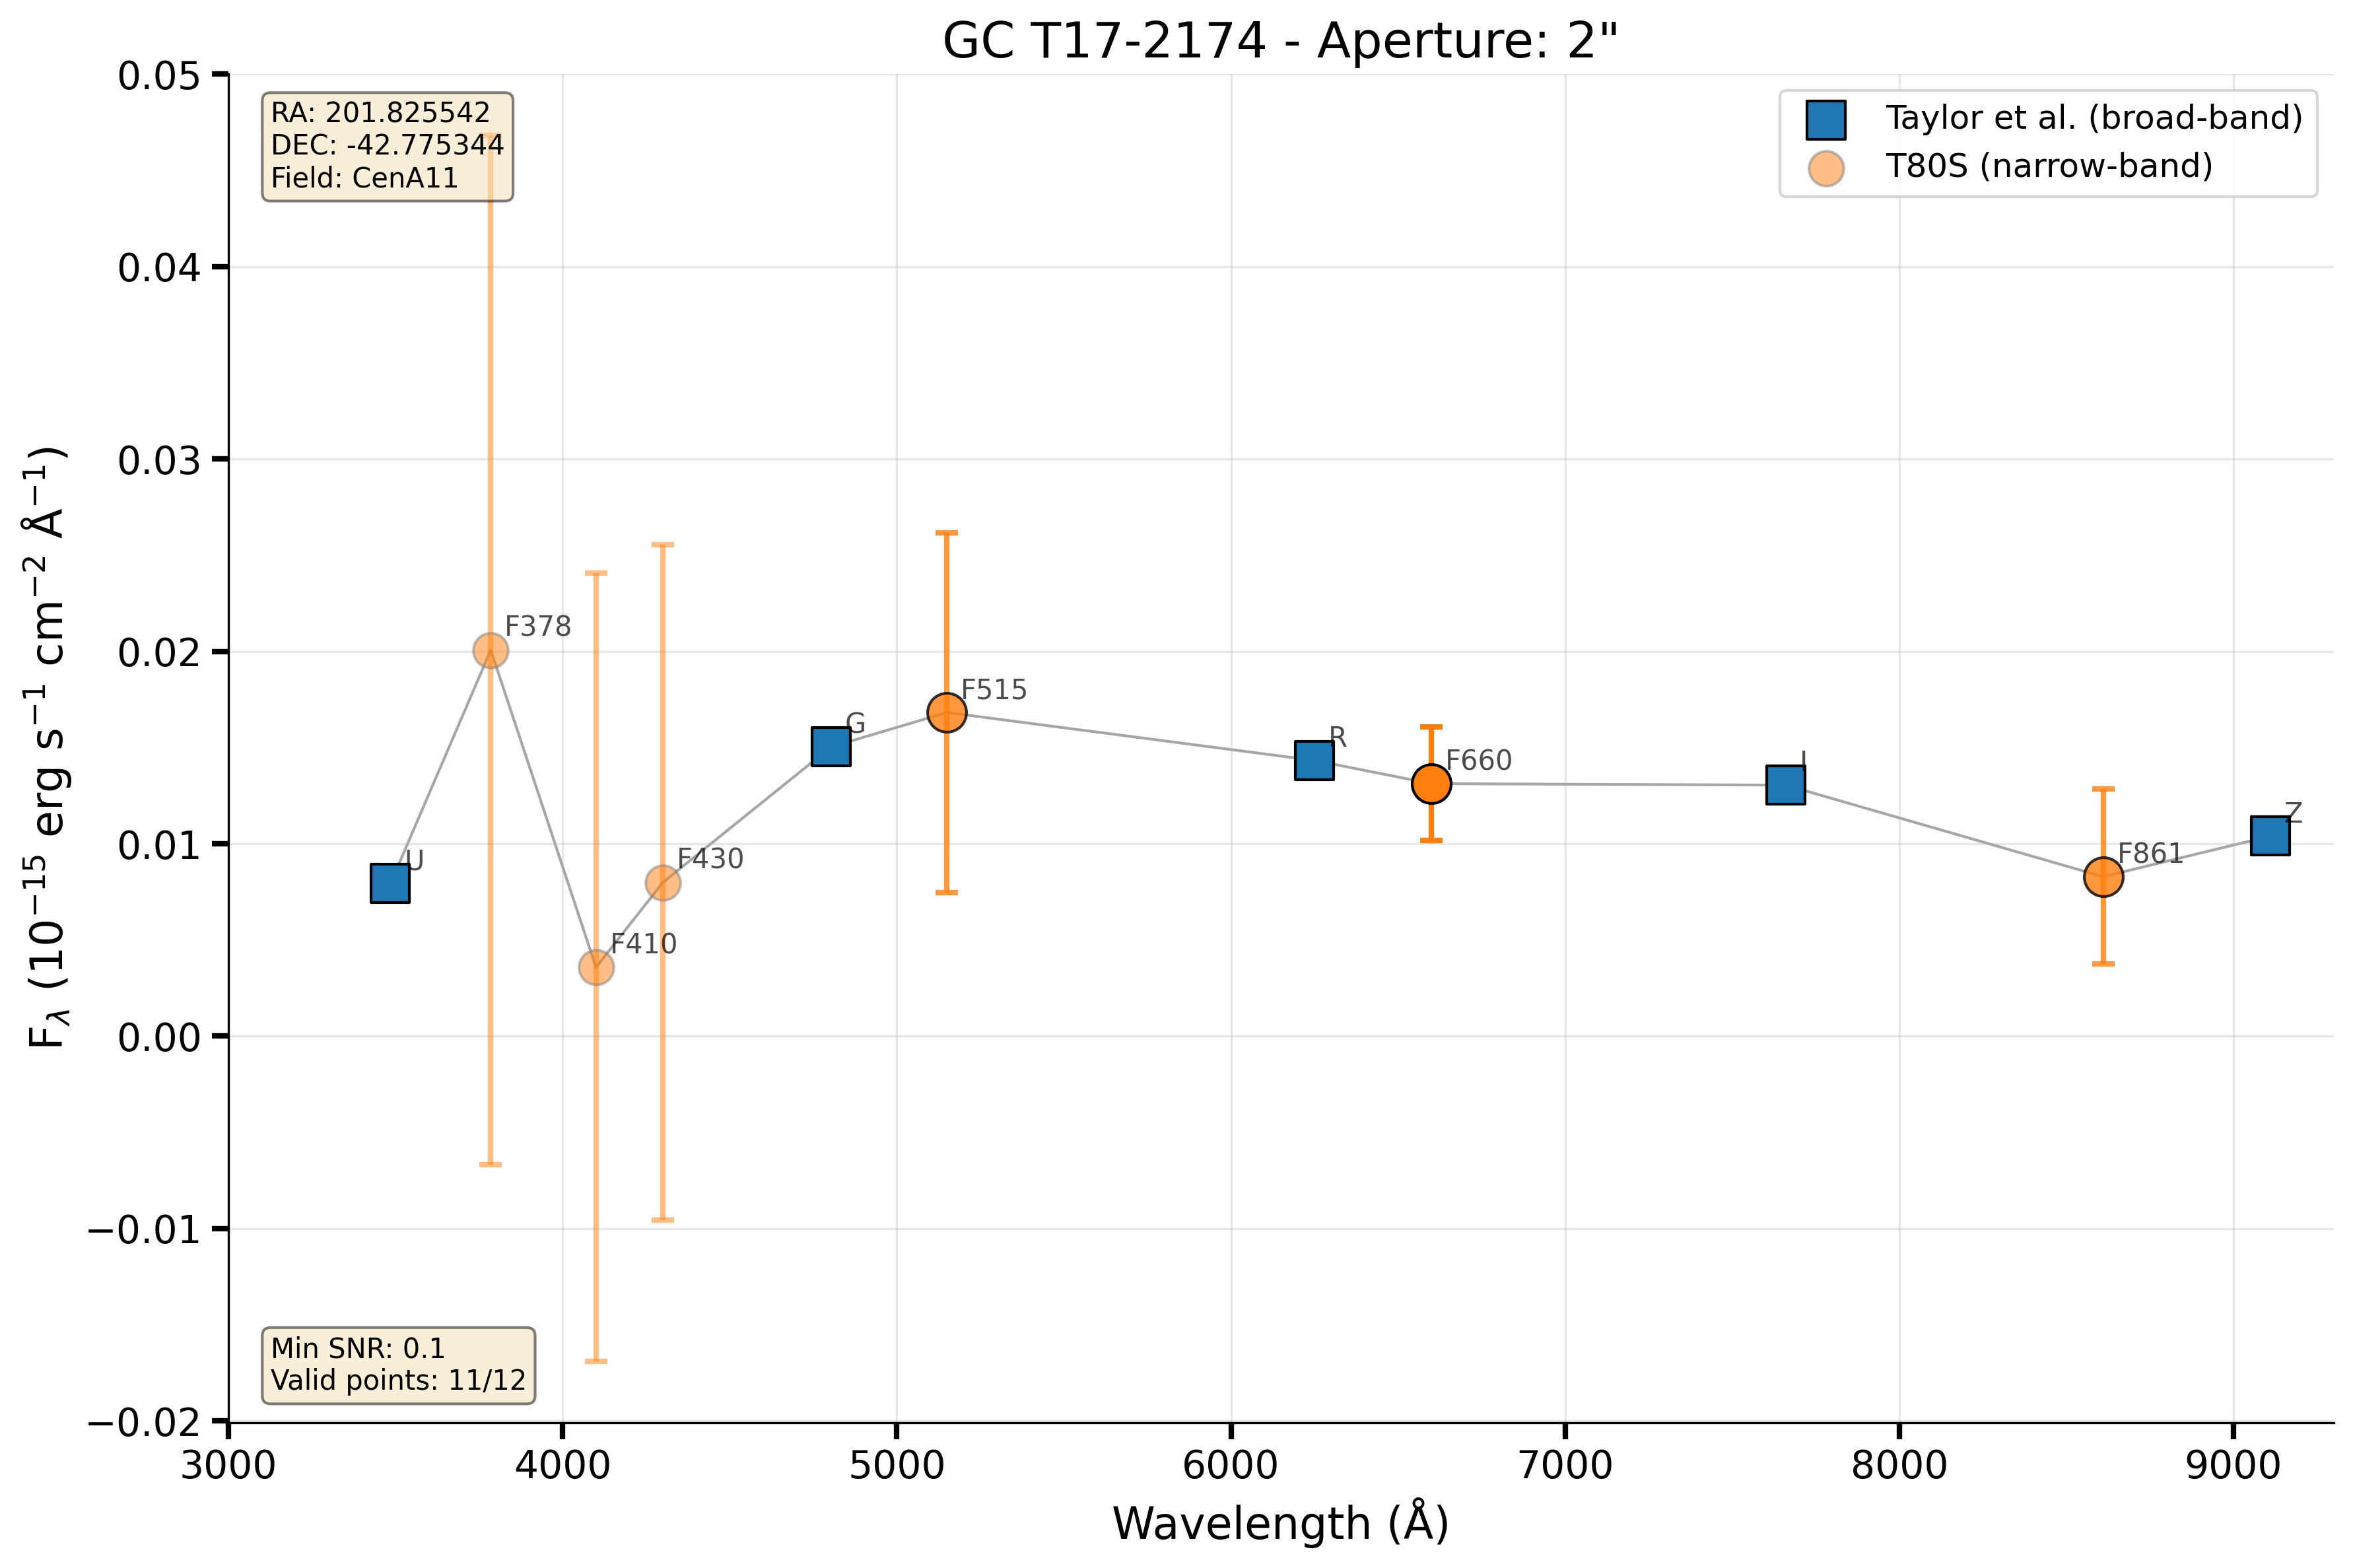 GC T17-2174 - Aperture: 2"
RA: 201.825542
DEC: -42.775344
Field: CenA11
Taylor et al. (broad-band)
T80S (narrow-band)
0.05
0.04
0.03
0.02
0.01
0.00
−0.01
−0.02
F_λ (10⁻¹⁵ erg s⁻¹ cm⁻² Å⁻¹)
U
F378
F410
F430
G
F515
R
F660
I
F861
Z
Min SNR: 0.1
Valid points: 11/12
3000 4000 5000 6000 7000 8000 9000
Wavelength (Å)